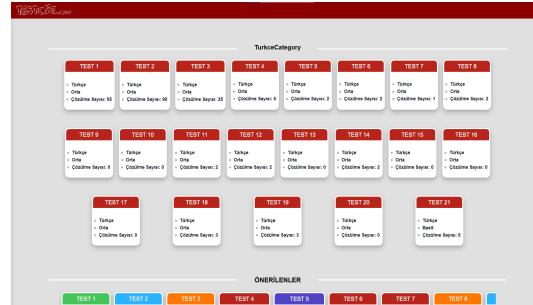 TurkceCategory
TEST 1
Türkçe
Orta
Çözülme Sayısı: 55
TEST 2
Türkçe
Orta
Çözülme Sayısı: 90
TEST 3
Türkçe
Orta
Çözülme Sayısı: 25
TEST 4
Türkçe
Orta
Çözülme Sayısı: 5
TEST 5
Türkçe
Orta
Çözülme Sayısı: 2
TEST 6
Türkçe
Orta
Çözülme Sayısı: 2
TEST 7
Türkçe
Orta
Çözülme Sayısı: 1
TEST 8
Türkçe
Orta
Çözülme Sayısı: 2
TEST 9
Türkçe
Orta
Çözülme Sayısı: 0
TEST 10
Türkçe
Orta
Çözülme Sayısı: 0
TEST 11
Türkçe
Orta
Çözülme Sayısı: 2
TEST 12
Türkçe
Orta
Çözülme Sayısı: 2
TEST 13
Türkçe
Orta
Çözülme Sayısı: 0
TEST 14
Türkçe
Orta
Çözülme Sayısı: 2
TEST 15
Türkçe
Orta
Çözülme Sayısı: 0
TEST 16
Türkçe
Orta
Çözülme Sayısı: 0
TEST 17
Türkçe
Orta
Çözülme Sayısı: 0
TEST 18
Türkçe
Orta
Çözülme Sayısı: 3
TEST 19
Türkçe
Orta
Çözülme Sayısı: 3
TEST 20
Türkçe
Orta
Çözülme Sayısı: 0
TEST 21
Türkçe
Basit
Çözülme Sayısı: 5
ÖNERİLENLER
TEST 1
TEST 2
TEST 3
TEST 4
TEST 5
TEST 6
TEST 7
TEST 8